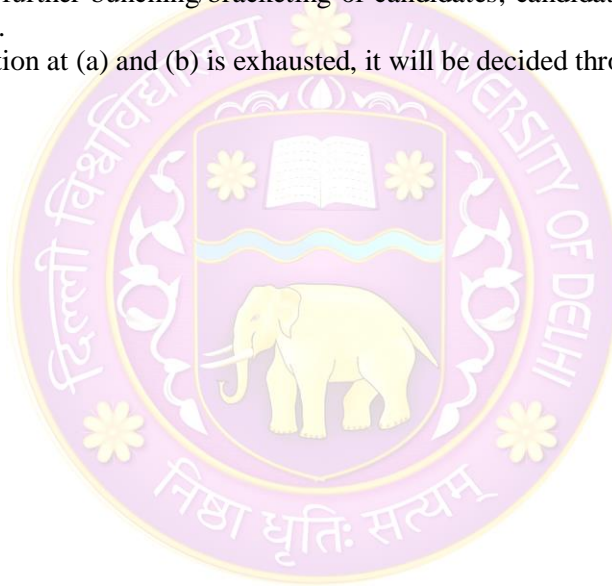 further bunching/bracketing of candidates, candida
.
tion at (a) and (b) is exhausted, it will be decided thro
दिल्ली विश्वविद्यालय
UNIVERSITY OF DELHI
निष्ठा धृतिः सत्यम्